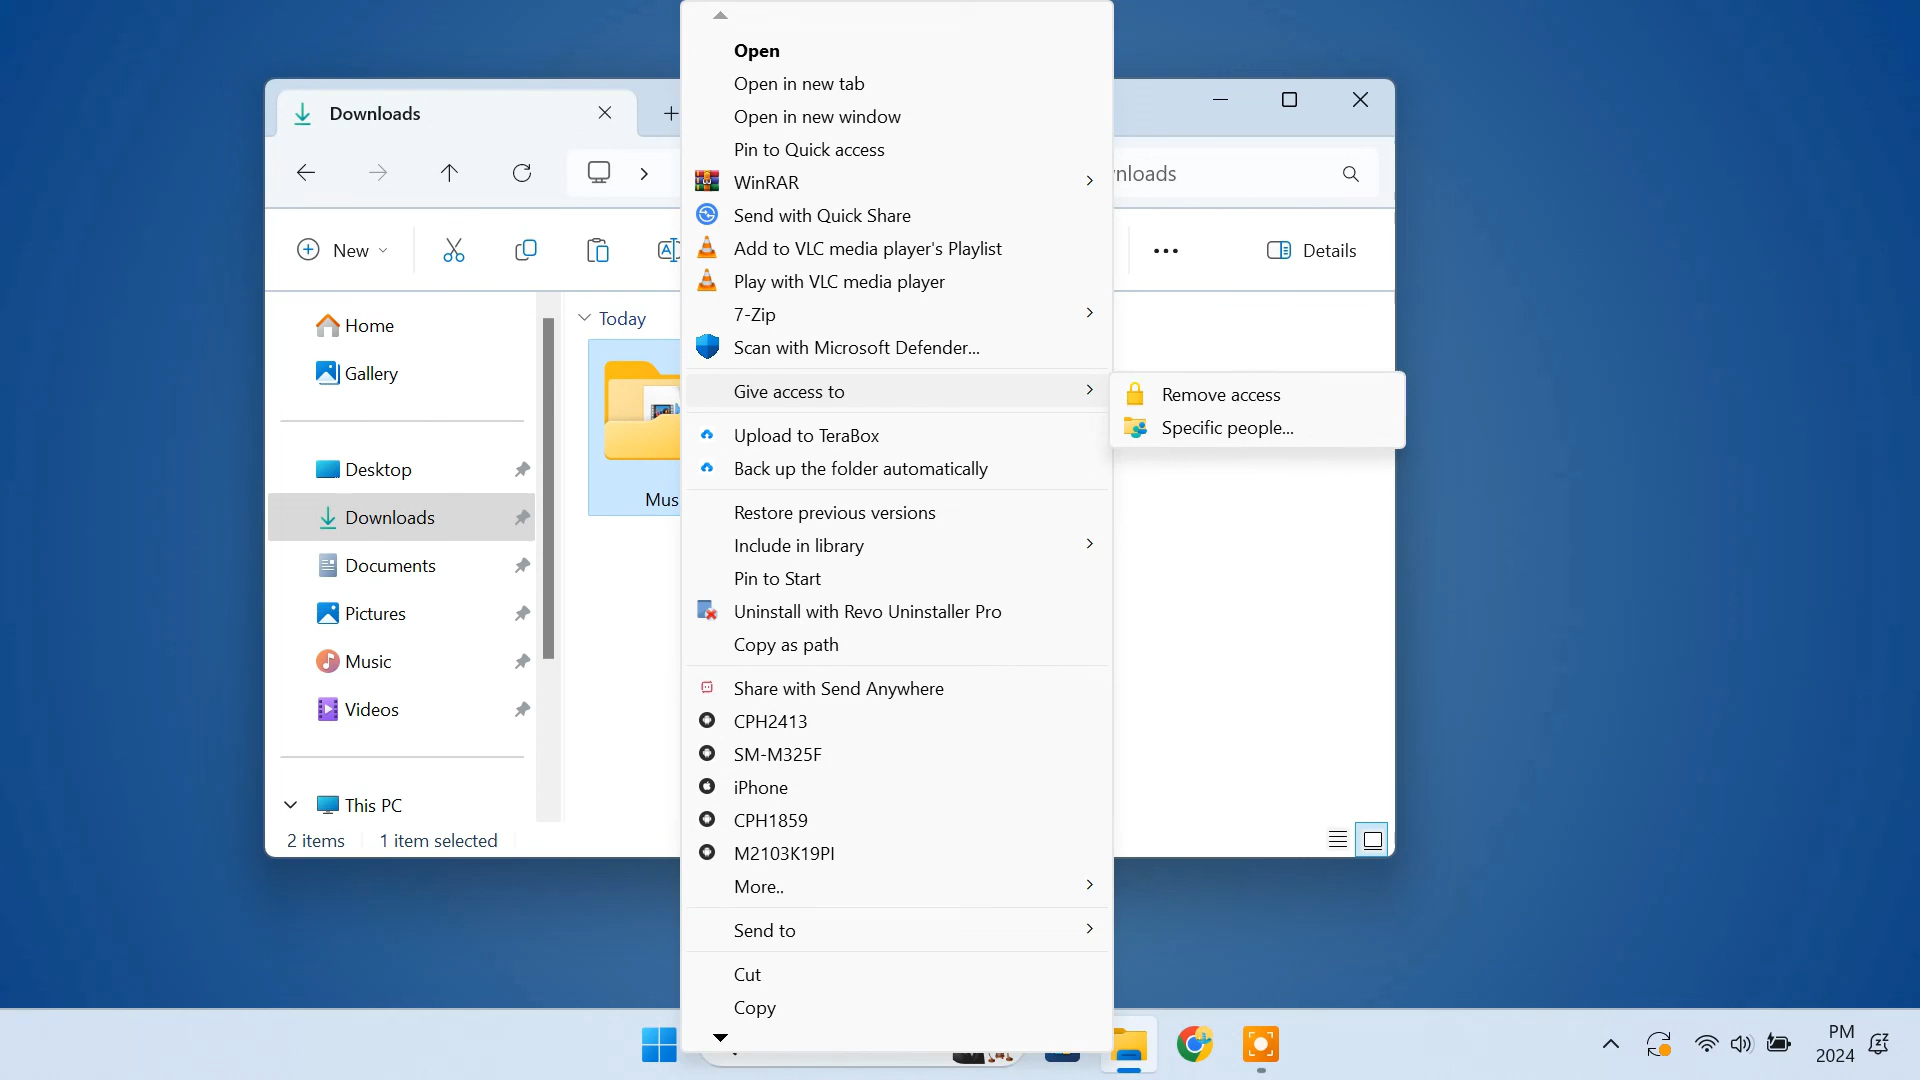 Downloads
nloads
New
Details
Home
Gallery
Desktop
Downloads
Documents
Pictures
Music
Videos
This PC
2 items
1 item selected
Today
Mus
Open
Open in new tab
Open in new window
Pin to Quick access
WinRAR
Send with Quick Share
Add to VLC media player's Playlist
Play with VLC media player
7-Zip
Scan with Microsoft Defender...
Give access to
Upload to TeraBox
Back up the folder automatically
Restore previous versions
Include in library
Pin to Start
Uninstall with Revo Uninstaller Pro
Copy as path
Share with Send Anywhere
CPH2413
SM-M325F
iPhone
CPH1859
M2103K19PI
More..
Send to
Cut
Copy
Remove access
Specific people...
PM
2024